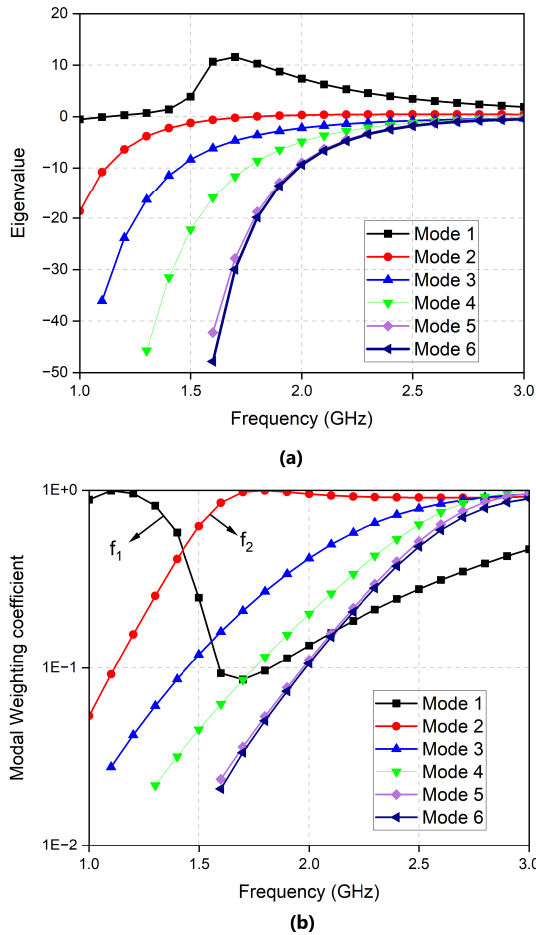 (a)
20
10
0
-10
-20
-30
-40
-50
Eigenvalue
Mode 1
Mode 2
Mode 3
Mode 4
Mode 5
Mode 6
1.0 1.5 2.0 2.5 3.0
Frequency (GHz)
(a)
1E+0
1E-1
1E-2
Modal Weighting coefficient
f1
f2
Mode 1
Mode 2
Mode 3
Mode 4
Mode 5
Mode 6
1.0 1.5 2.0 2.5 3.0
Frequency (GHz)
(b)